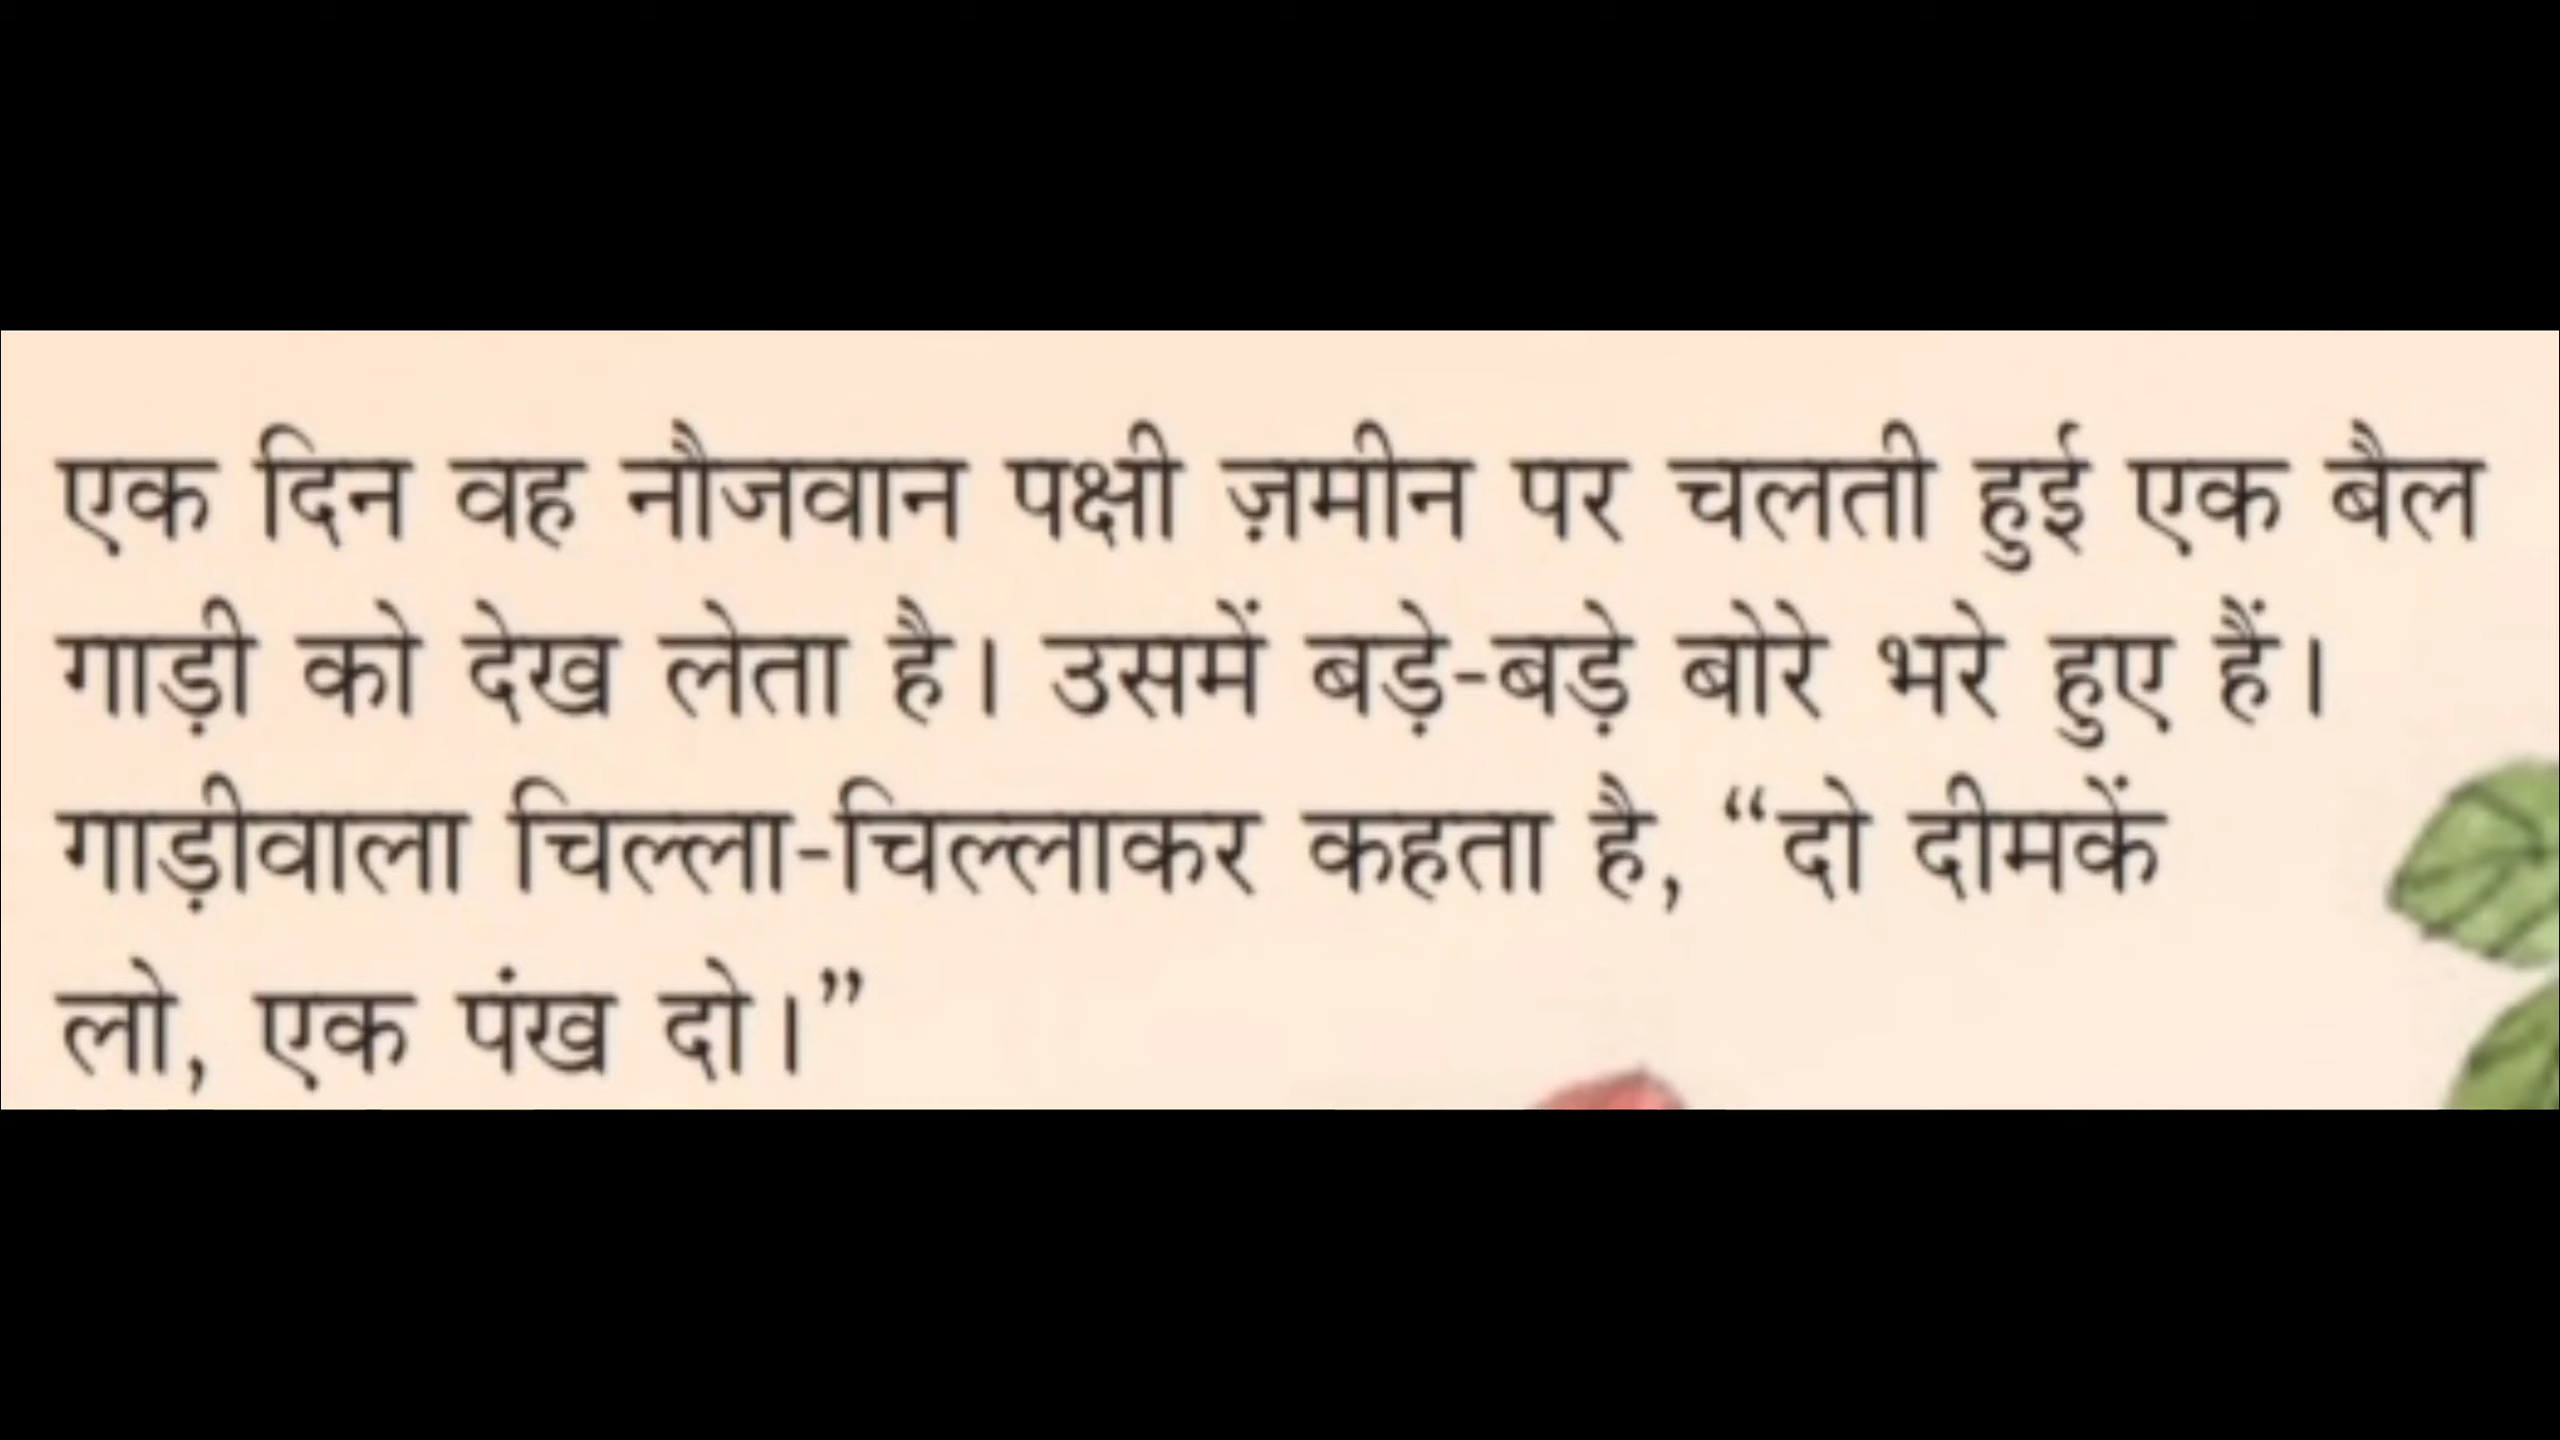 एक दिन वह नौजवान पक्षी ज़मीन पर चलती हुई एक बैल
गाड़ी को देख लेता है। उसमें बड़े-बड़े बोरे भरे हुए हैं।
गाड़ीवाला चिल्ला-चिल्लाकर कहता है, “दो दीमकें
लो, एक पंख दो।”